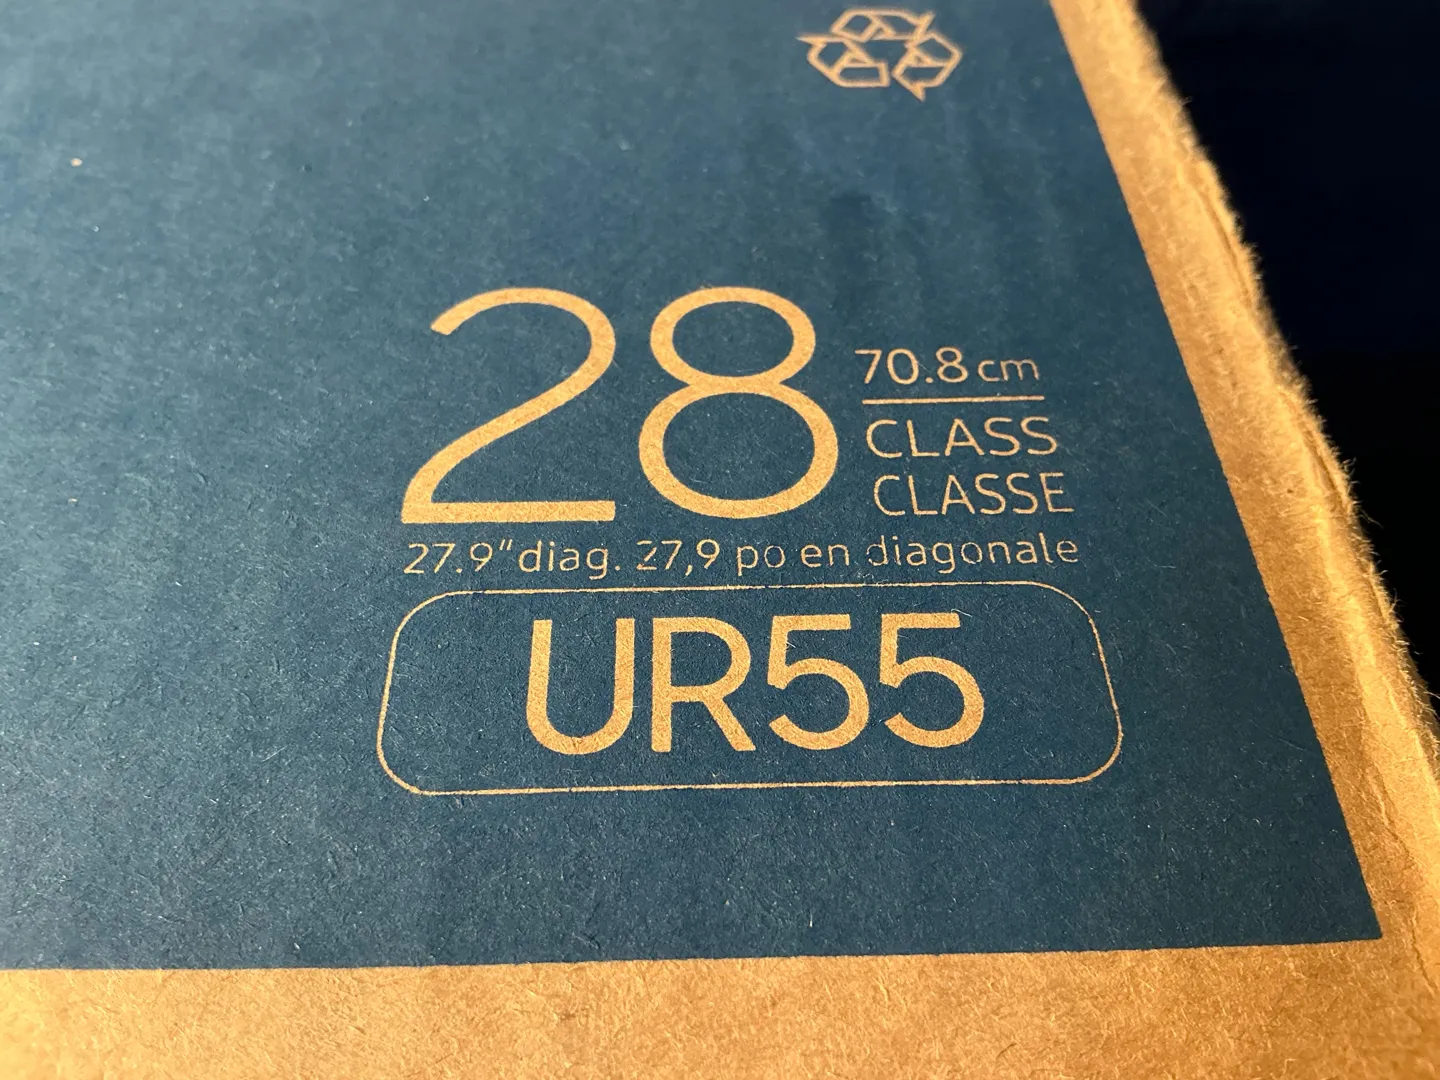 28
70.8 cm
CLASS
CLASSE
27.9" diag. 27,9 po en diagonale
UR55